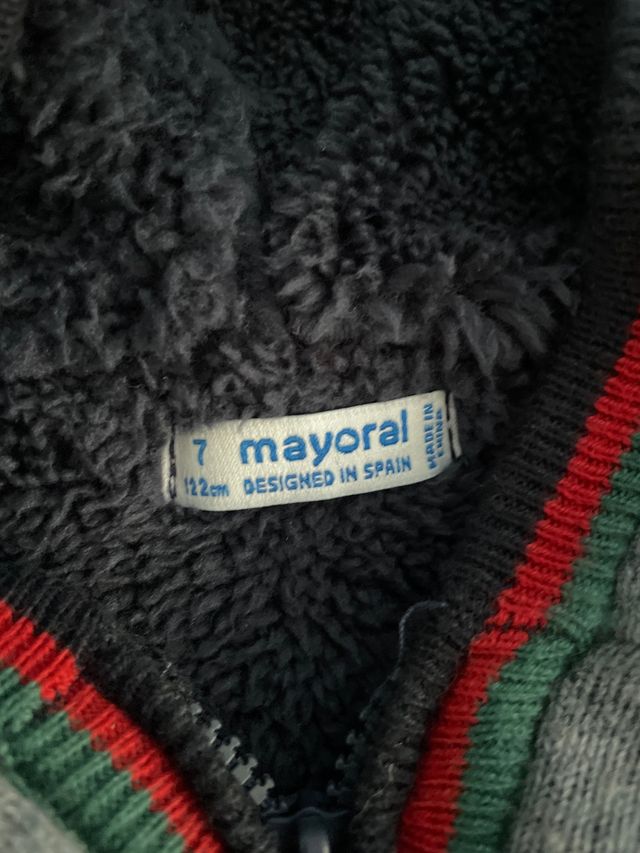 7
122cm
mayoral
DESIGNED IN SPAIN
MADE IN
CHINA